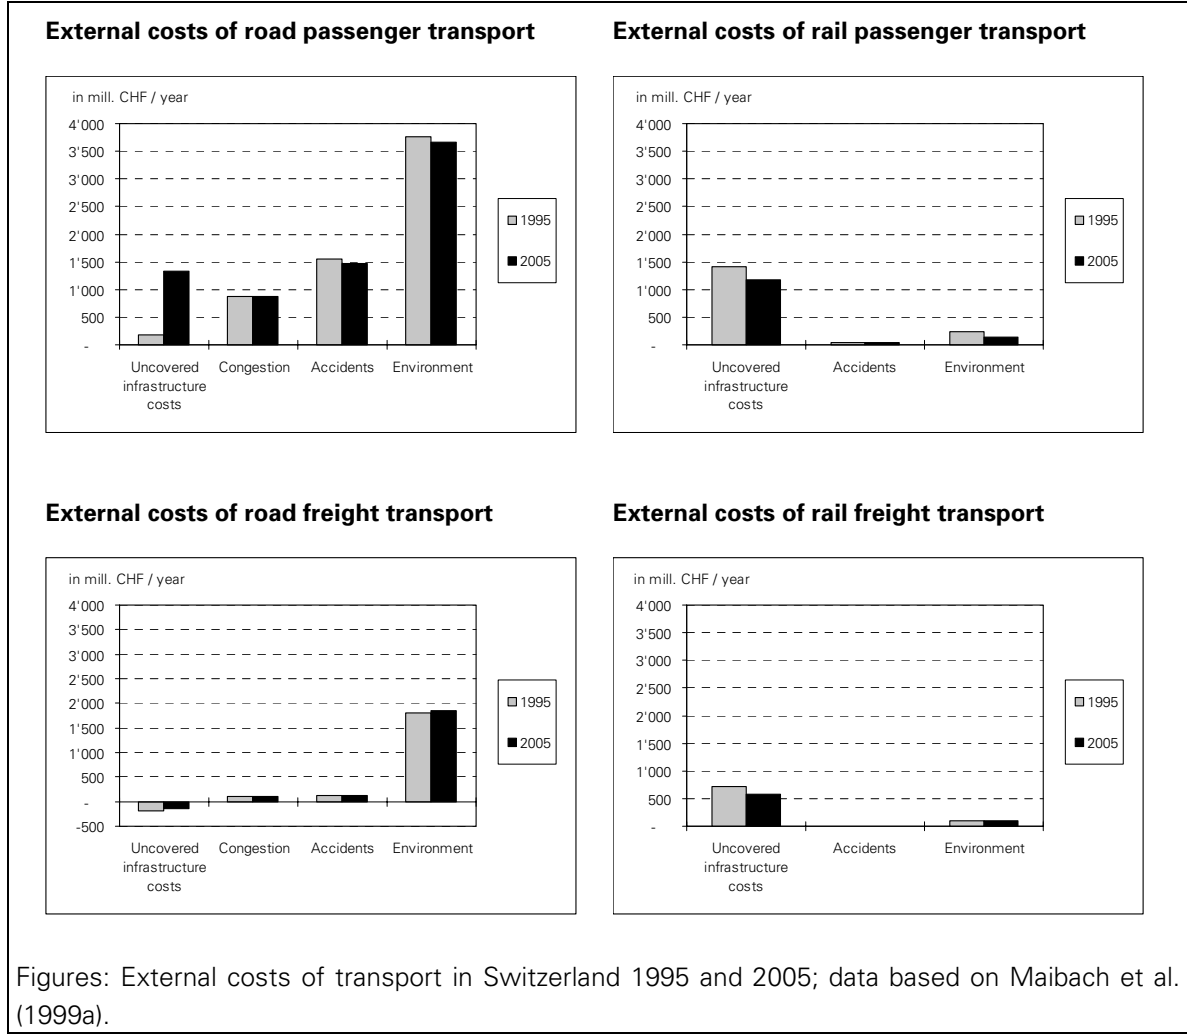 External costs of road passenger transport
in mill. CHF / year
4'000
3'500
3'000
2'500
2'000
1'500
1'000
500
-
Uncovered infrastructure costs
Congestion
Accidents
Environment
1995
2005
External costs of rail passenger transport
in mill. CHF / year
4'000
3'500
3'000
2'500
2'000
1'500
1'000
500
-
Uncovered infrastructure costs
Accidents
Environment
1995
2005
External costs of road freight transport
in mill. CHF / year
4'000
3'500
3'000
2'500
2'000
1'500
1'000
500
-
-500
Uncovered infrastructure costs
Congestion
Accidents
Environment
1995
2005
External costs of rail freight transport
in mill. CHF / year
4'000
3'500
3'000
2'500
2'000
1'500
1'000
500
-
Uncovered infrastructure costs
Accidents
Environment
1995
2005
Figures: External costs of transport in Switzerland 1995 and 2005; data based on Maibach et al.
(1999a).